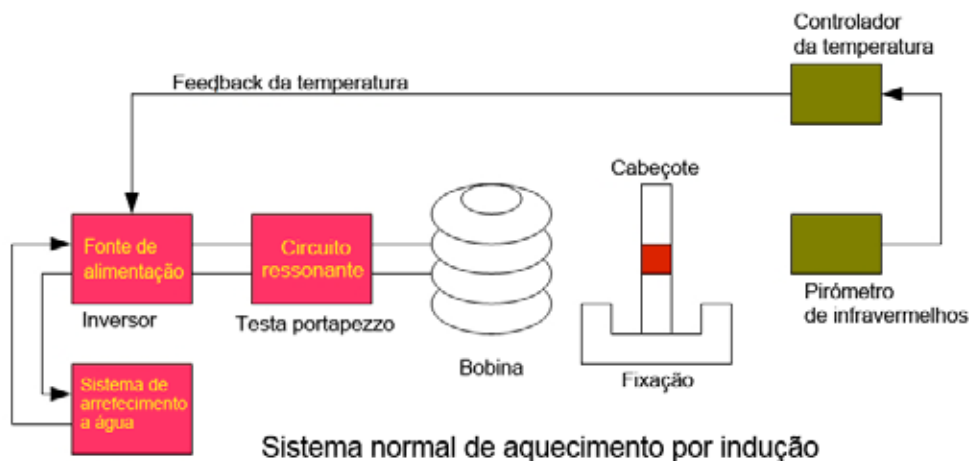 Controlador
da temperatura
Feedback da temperatura
Cabeçote
Fonte de
alimentação
Circuito
ressonante
Inversor
Testa portapezzo
Pirómetro
de infravermelhos
Bobina
Fixação
Sistema de
arrefecimento
a água
Sistema normal de aquecimento por indução